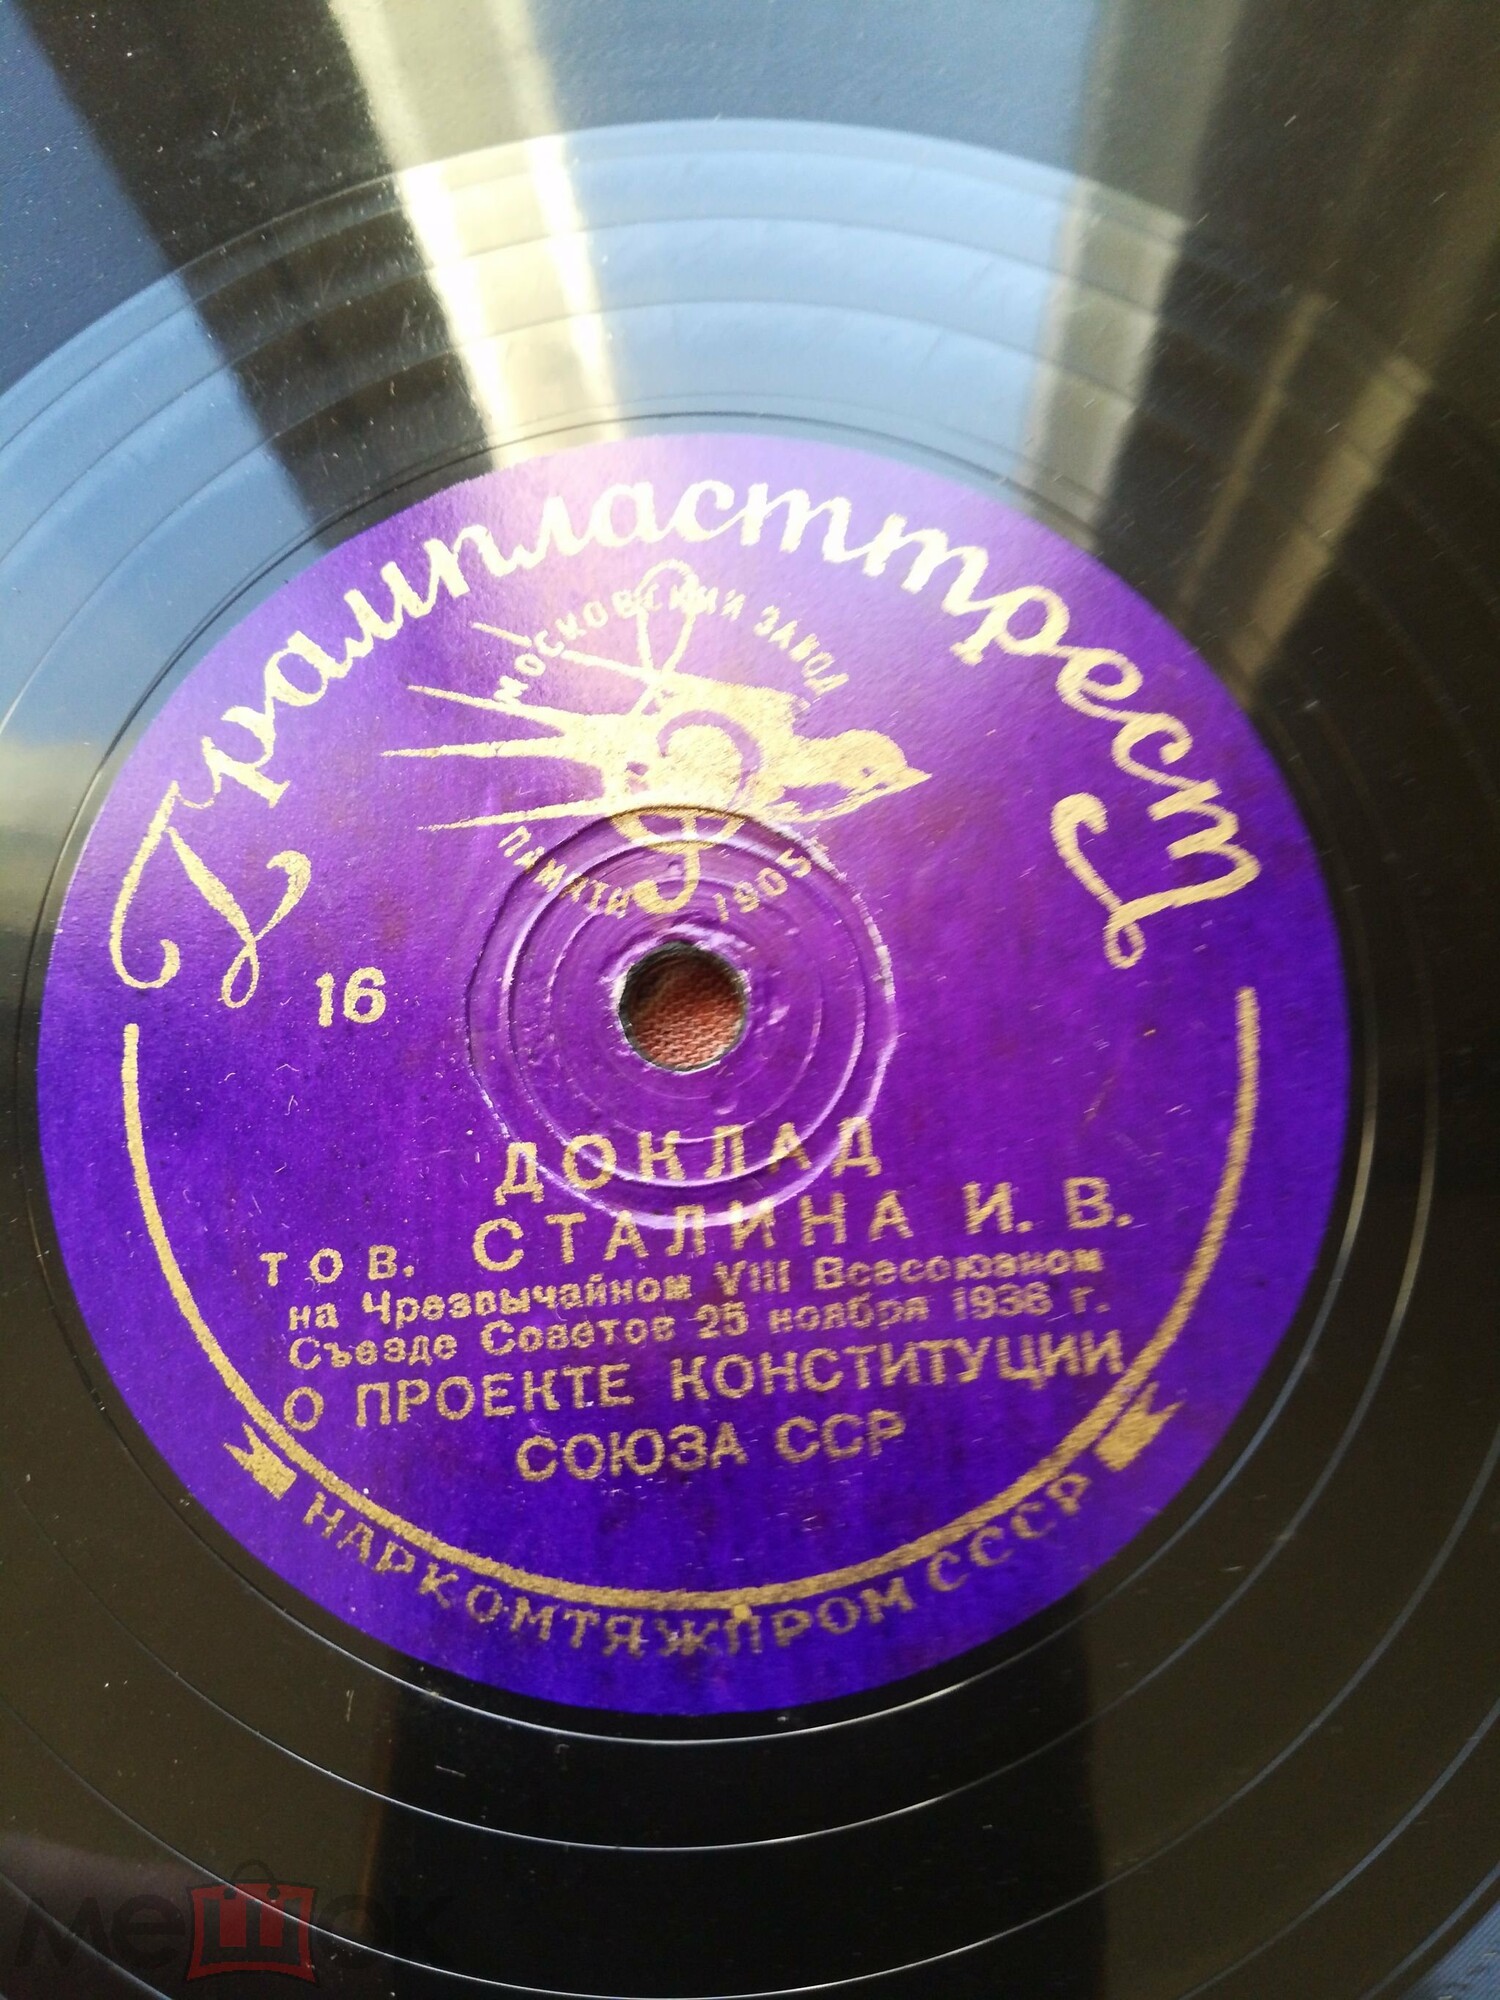 Грампласттрест
МОСКОВСКИЙ ЗАВОД
ПАМЯТИ 1905
16
ДОКЛАД
тов. СТАЛИНА И. В.
на Чрезвычайном VIII Всесоюзном
Съезде Советов 25 ноября 1936 г.
О ПРОЕКТЕ КОНСТИТУЦИИ
СОЮЗА ССР
НАРКОМТЯЖПРОМ СССР
мешок